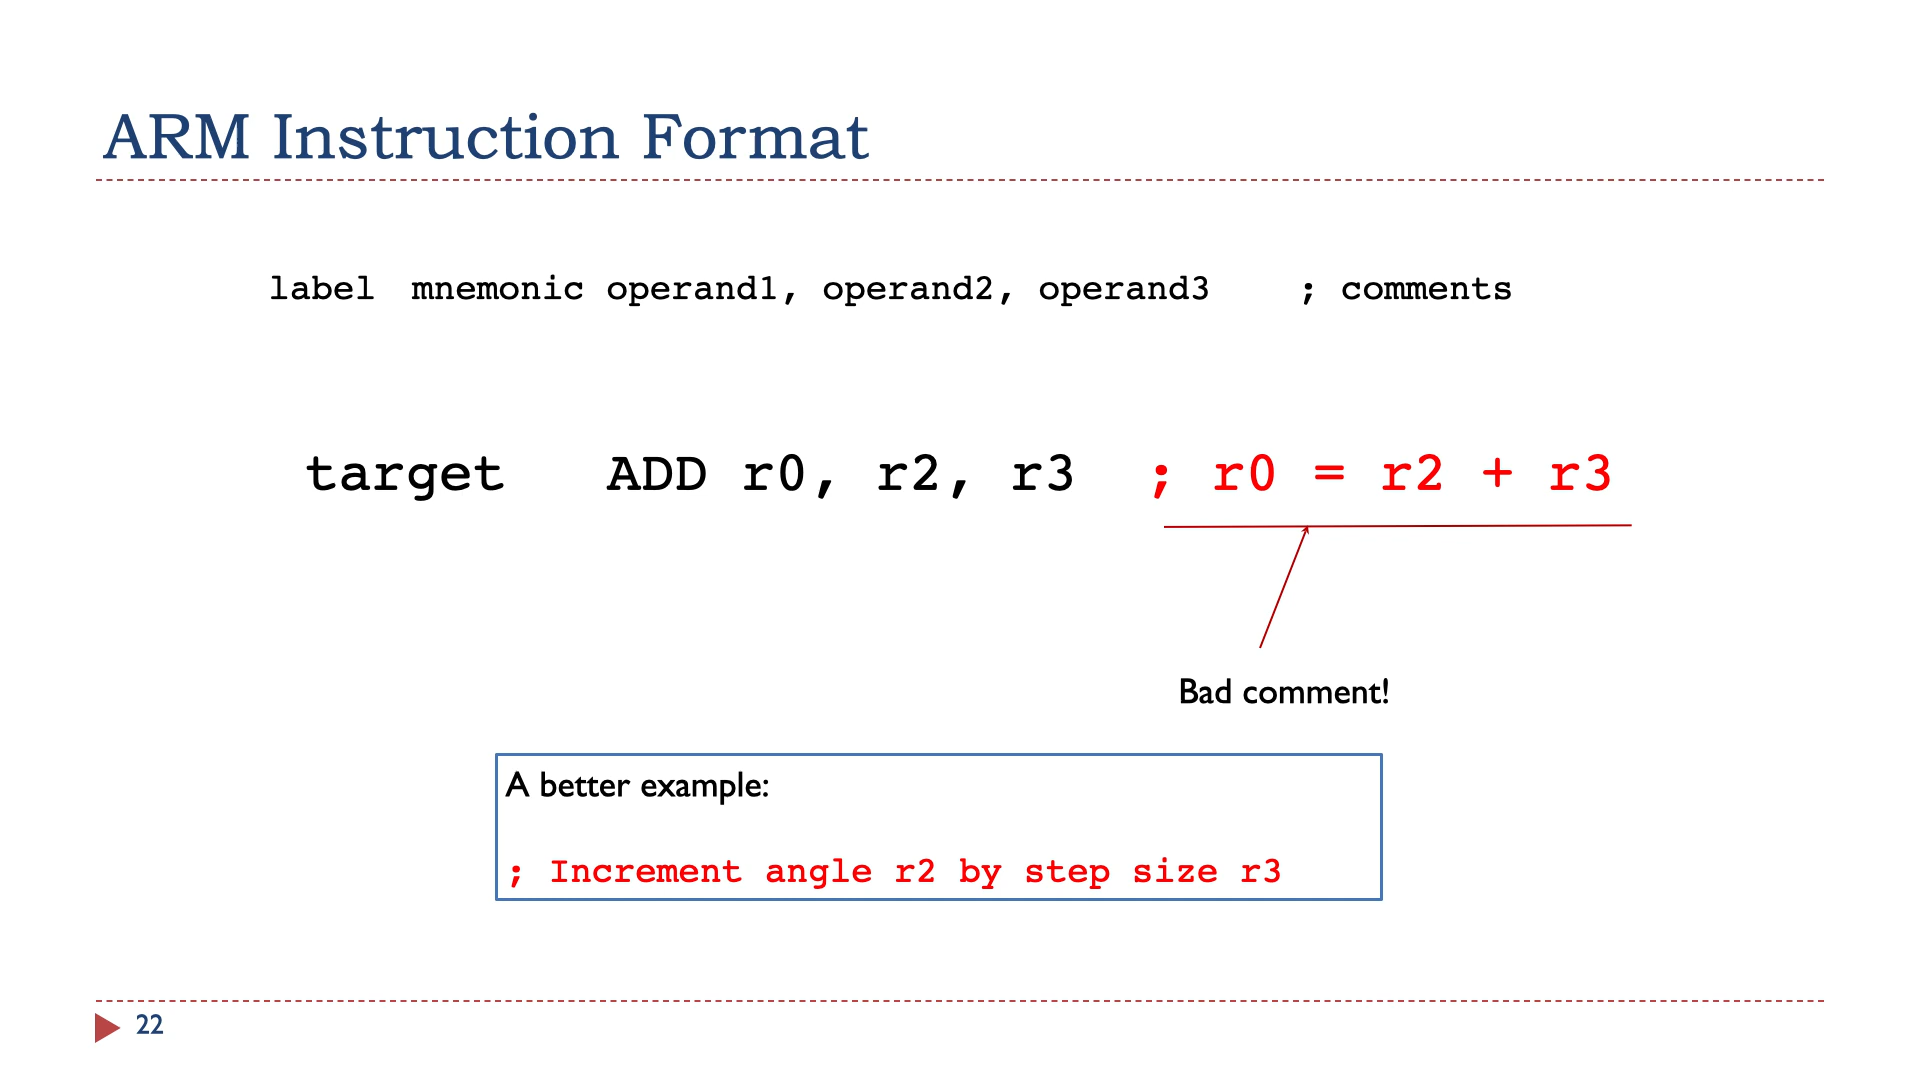 ARM Instruction Format
label mnemonic operand1, operand2, operand3 ; comments
target ADD r0, r2, r3 ; r0 = r2 + r3
Bad comment!
A better example:
; Increment angle r2 by step size r3
22